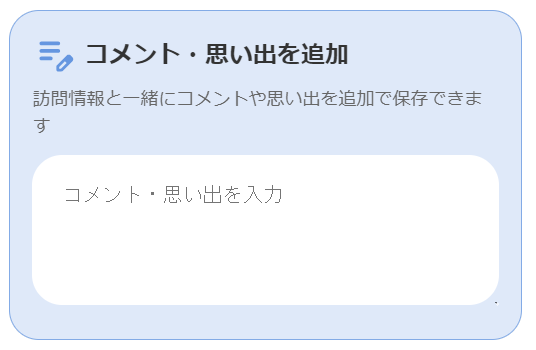 コメント・思い出を追加
訪問情報と一緒にコメントや思い出を追加で保存できま
す
コメント・思い出を入力